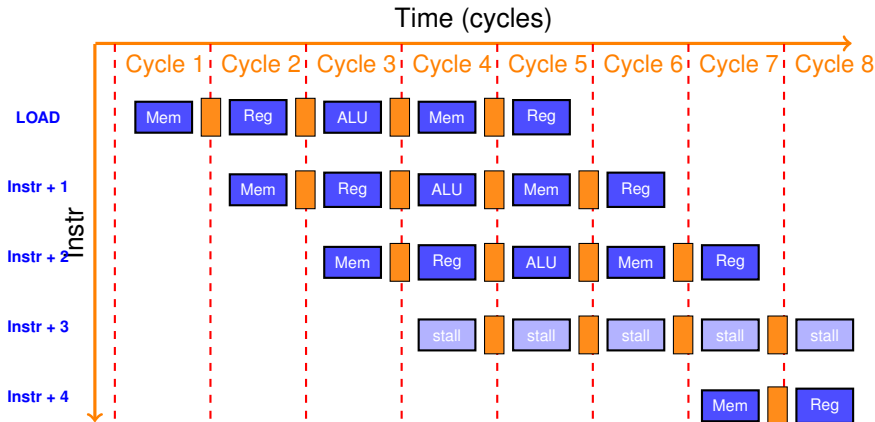 Time (cycles)
Cycle 1 Cycle 2 Cycle 3 Cycle 4 Cycle 5 Cycle 6 Cycle 7 Cycle 8
LOAD Mem Reg ALU Mem Reg
Instr + 1 Mem Reg ALU Mem Reg
Instr
Instr + 2 Mem Reg ALU Mem Reg
Instr + 3 stall stall stall stall stall
Instr + 4 Mem Reg